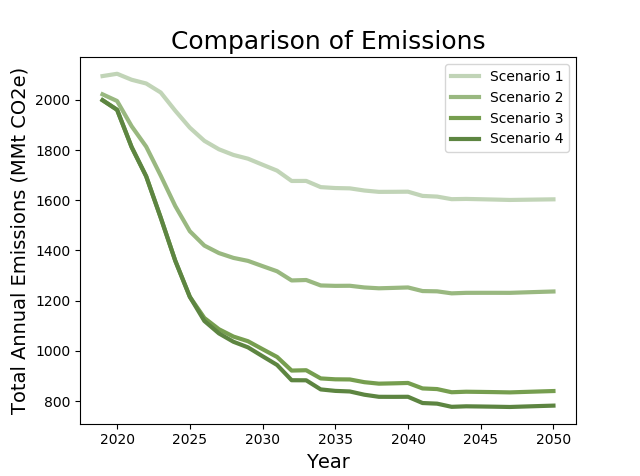 Comparison of Emissions
Total Annual Emissions (MMt CO2e)
2000
1800
1600
1400
1200
1000
800
Scenario 1
Scenario 2
Scenario 3
Scenario 4
2020 2025 2030 2035 2040 2045 2050
Year